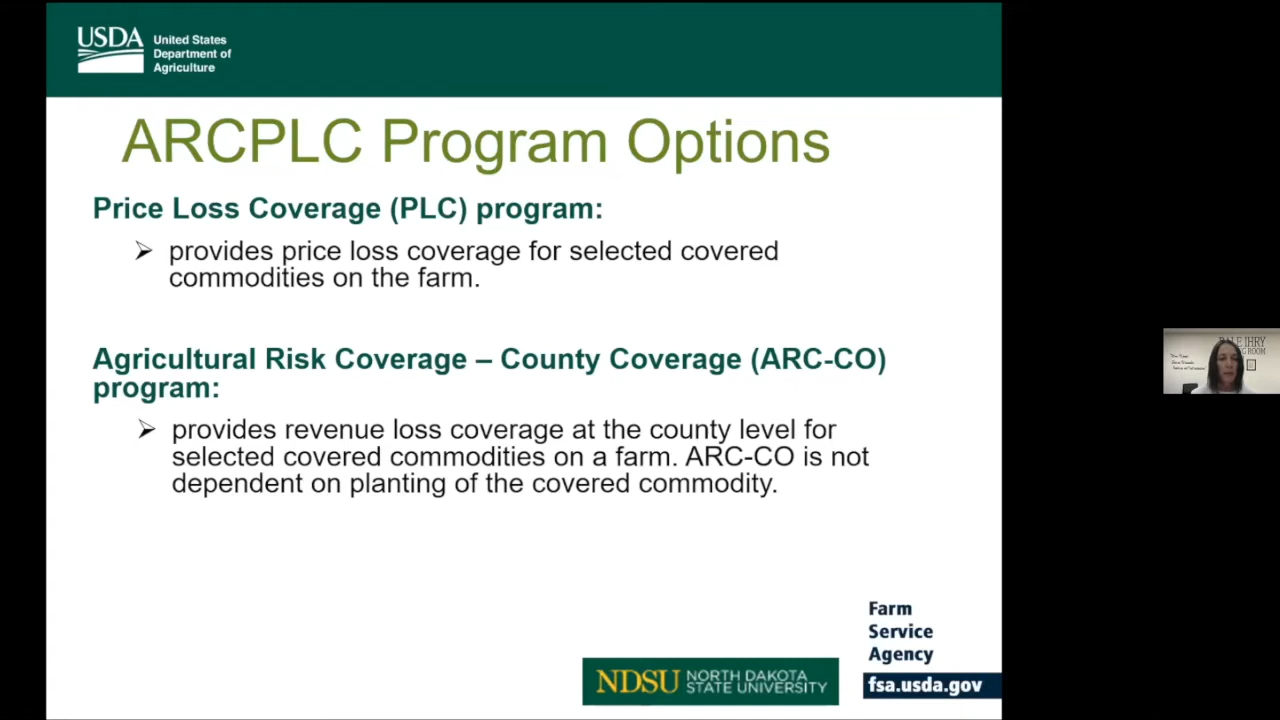 USDA
United States
Department of
Agriculture
ARCPLC Program Options
Price Loss Coverage (PLC) program:
➢ provides price loss coverage for selected covered
commodities on the farm.
Agricultural Risk Coverage – County Coverage (ARC-CO)
program:
➢ provides revenue loss coverage at the county level for
selected covered commodities on a farm. ARC-CO is not
dependent on planting of the covered commodity.
Farm
Service
Agency
fsa.usda.gov
NDSU
NORTH DAKOTA
STATE UNIVERSITY
ROOM